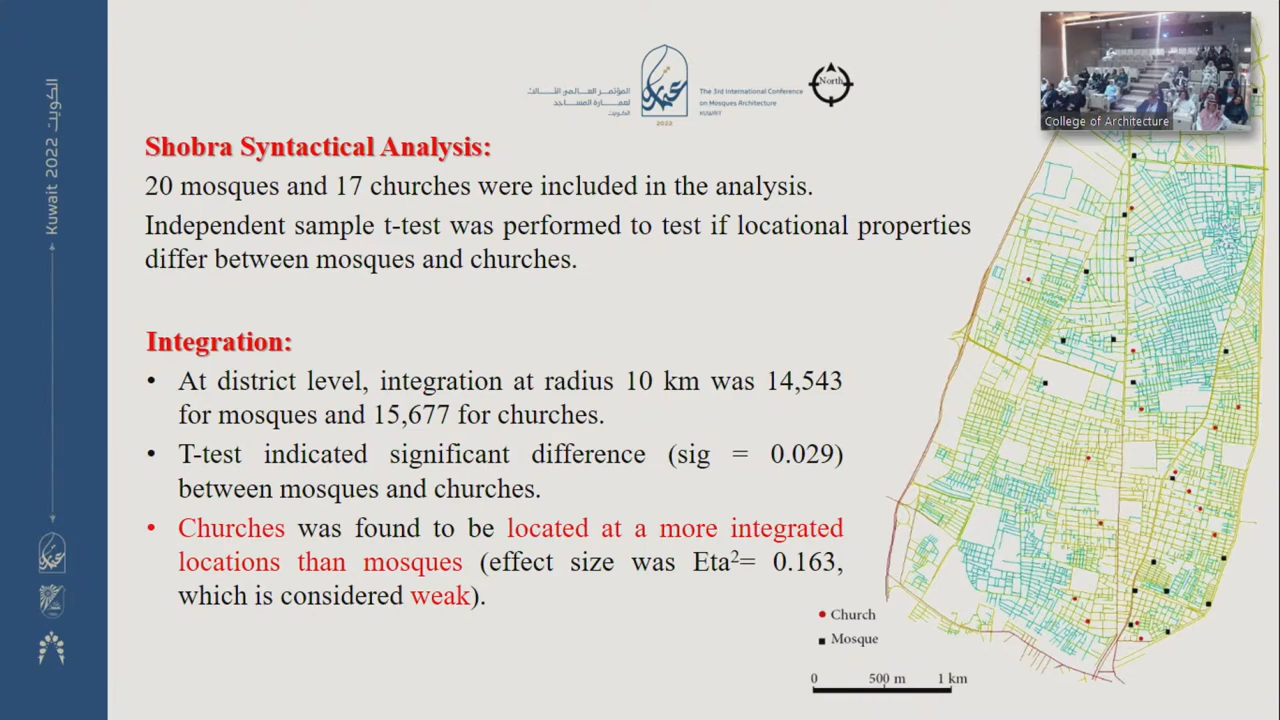 الكويت Kuwait 2022
المؤتمر العالمي الثالث
لعمارة المساجد
الكويت
2022
The 3rd International Conference
on Mosques Architecture
KUWAIT
North
College of Architecture
Shobra Syntactical Analysis:
20 mosques and 17 churches were included in the analysis.
Independent sample t-test was performed to test if locational properties
differ between mosques and churches.
Integration:
• At district level, integration at radius 10 km was 14,543
for mosques and 15,677 for churches.
• T-test indicated significant difference (sig = 0.029)
between mosques and churches.
• Churches was found to be located at a more integrated
locations than mosques (effect size was Eta²= 0.163,
which is considered weak).
Church
Mosque
0 500 m 1 km